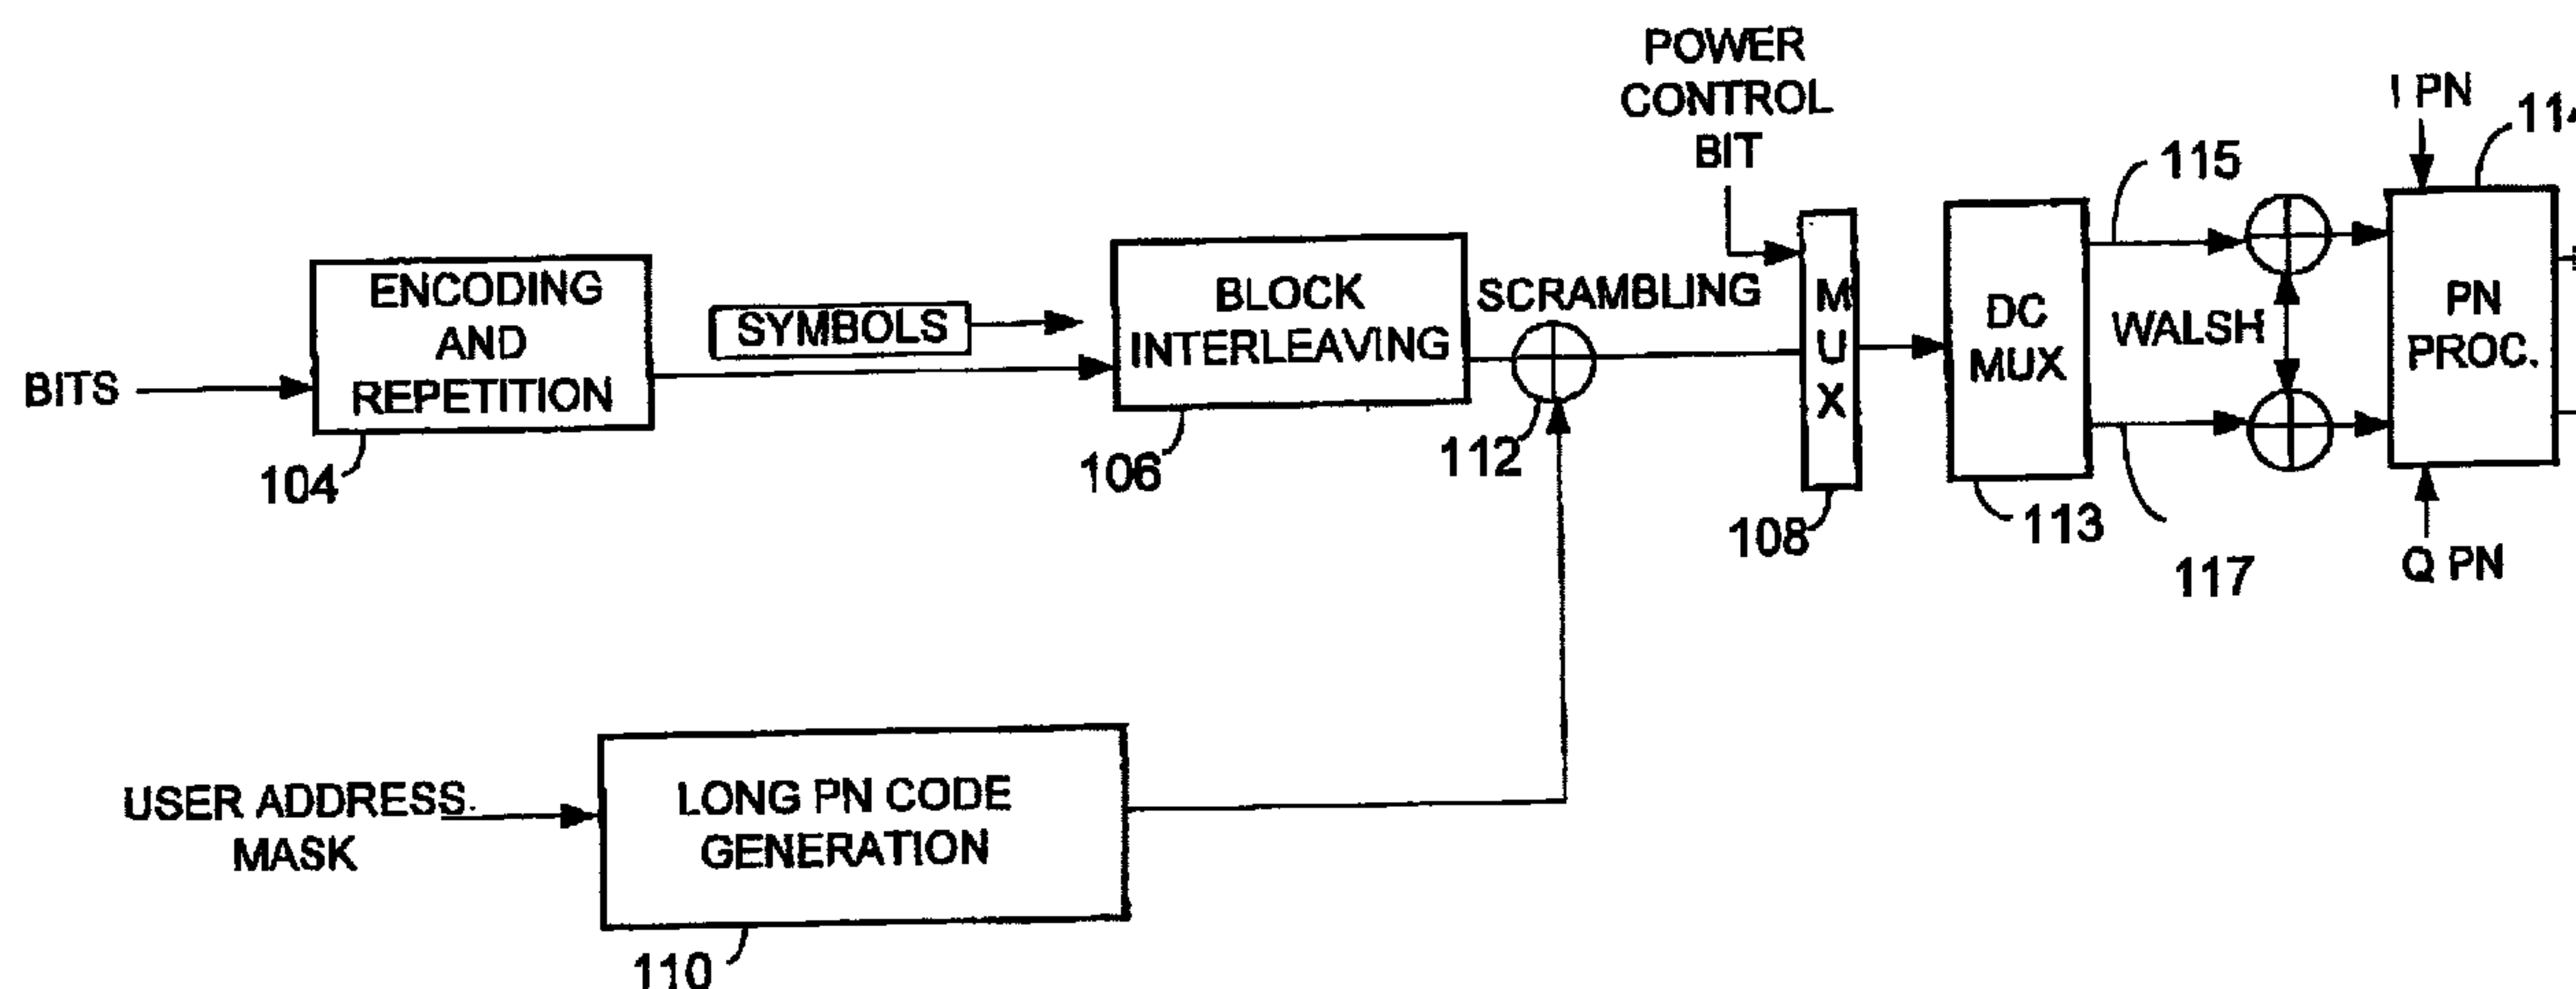 POWER
CONTROL
BIT
I PN
115
ENCODING
AND
REPETITION
SYMBOLS
BLOCK
INTERLEAVING
SCRAMBLING
M
U
X
DC
MUX
WALSH
PN
PROC.
BITS
104
106
112
108
113
117
Q PN
USER ADDRESS
MASK
LONG PN CODE
GENERATION
110